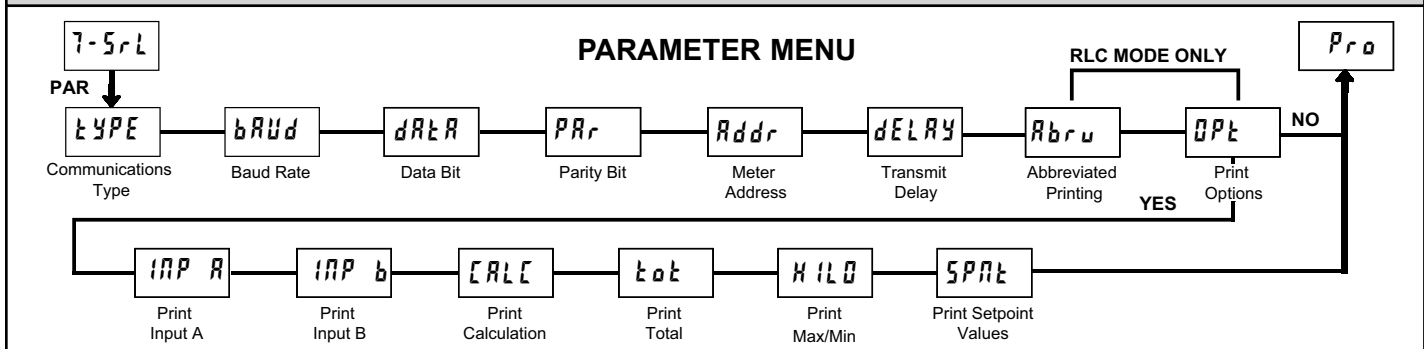 7-SrL
PARAMETER MENU
RLC MODE ONLY
Pro
PAR
tYPE
bAUd
dAtA
PAr
Addr
dELAY
Abrv
OPt
NO
Communications Type
Baud Rate
Data Bit
Parity Bit
Meter Address
Transmit Delay
Abbreviated Printing
Print Options
YES
INP A
INP b
CALC
tot
HILO
SPNt
Print Input A
Print Input B
Print Calculation
Print Total
Print Max/Min
Print Setpoint Values